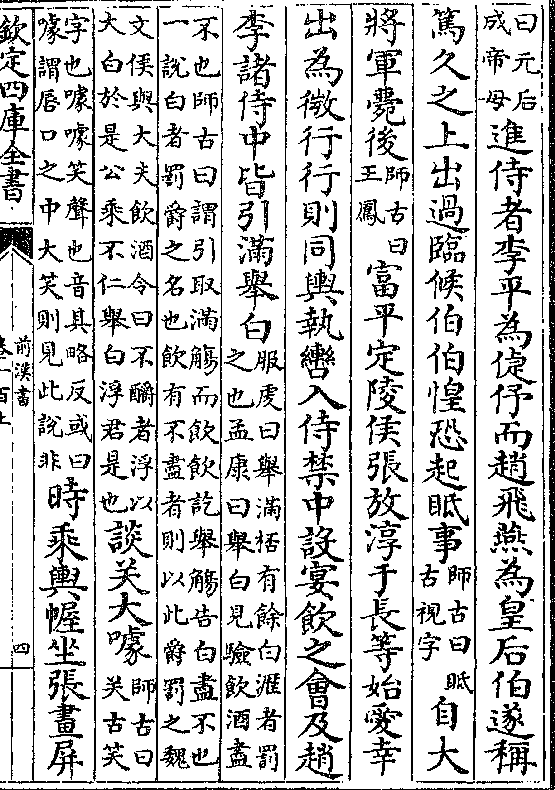 曰元后
成帝母進侍者李平為倢伃而趙飛燕為皇后伯遂稱
篤久之上出過臨候伯伯惶恐起眂事師古曰眂
古視字自大
將軍薨後師古曰
王鳳富平定陵侯張放淳于長等始愛幸
出為微行行則同輿執轡入侍禁中設宴飲之會及趙
李諸侍中皆引滿舉白服虔曰舉滿桮有餘白瀝者罰
之也孟康曰舉白見驗飲酒盡
不也師古曰謂引取滿觴而飲飲訖舉觴告白盡不也
一說白者罰爵之名也飲有不盡者則以此爵罰之魏
文侯與大夫飲酒令曰不釂者浮以
大白於是公乘不仁舉白浮君是也談关大噱師古曰
关古笑
字也噱噱笑聲也音其略反或曰
噱謂唇口之中大笑則見此說非時乘輿幄坐張畫屏
欽定四庫全書
前漢書
卷一百上
四